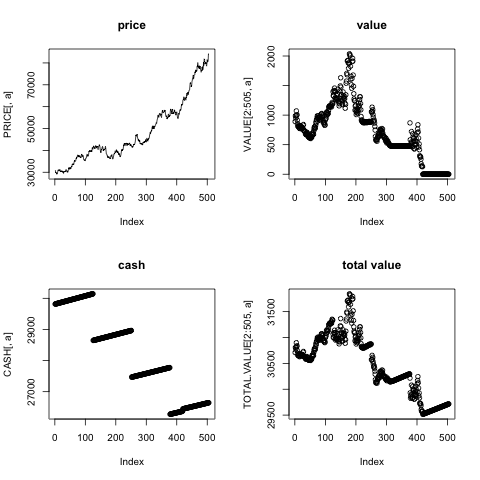 price
PRICE[, a]
70000
50000
30000
0 100 200 300 400 500
Index
value
VALUE[2:505, a]
2000
1000
500
0
0 100 200 300 400 500
Index
cash
CASH[, a]
29000
27000
0 100 200 300 400 500
Index
total value
TOTAL.VALUE[2:505, a]
31500
30500
29500
0 100 200 300 400 500
Index